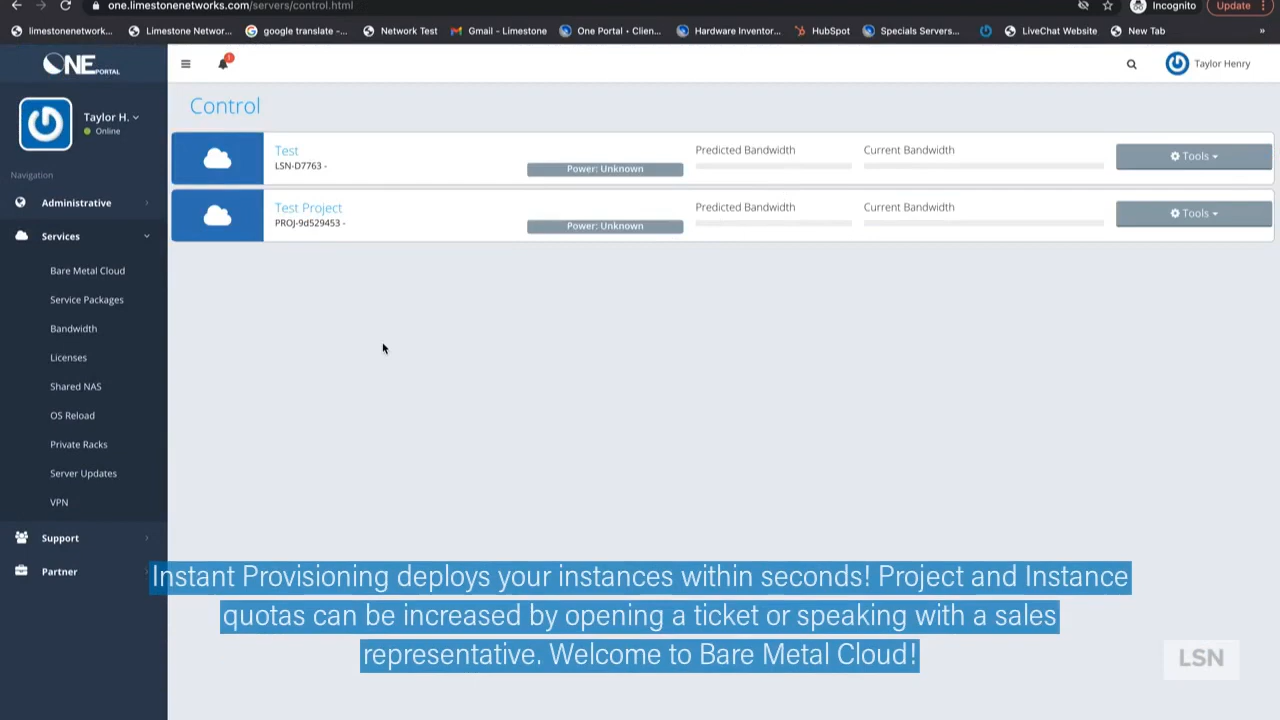 one.limestonenetworks.com/servers/control.html
Incognito
Update
limestonenetwork...
Limestone Networ...
google translate -...
Network Test
Gmail - Limestone
One Portal • Clien...
Hardware Inventor...
HubSpot
Specials Servers...
LiveChat Website
New Tab
»
ONE PORTAL
1
Taylor Henry
Taylor H.
Online
Navigation
Administrative
Services
Bare Metal Cloud
Service Packages
Bandwidth
Licenses
Shared NAS
OS Reload
Private Racks
Server Updates
VPN
Support
Partner
Control
Test
LSN-D7763 -
Power: Unknown
Predicted Bandwidth
Current Bandwidth
Tools
Test Project
PROJ-9d529453 -
Power: Unknown
Predicted Bandwidth
Current Bandwidth
Tools
Instant Provisioning deploys your instances within seconds! Project and Instance
quotas can be increased by opening a ticket or speaking with a sales
representative. Welcome to Bare Metal Cloud!
LSN